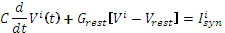 C d/dt V^i(t) + G_rest[V^i − V_rest] = I^i_syn